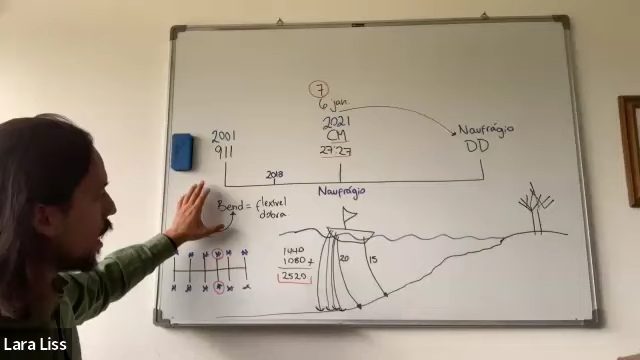 7
6 jan.
2021
CM
27:27
2001
911
Naufrágio
DD
2018
Naufrágio
Bend = flexível
dobra
1440
1080 +
2520
20
15
Lara Liss